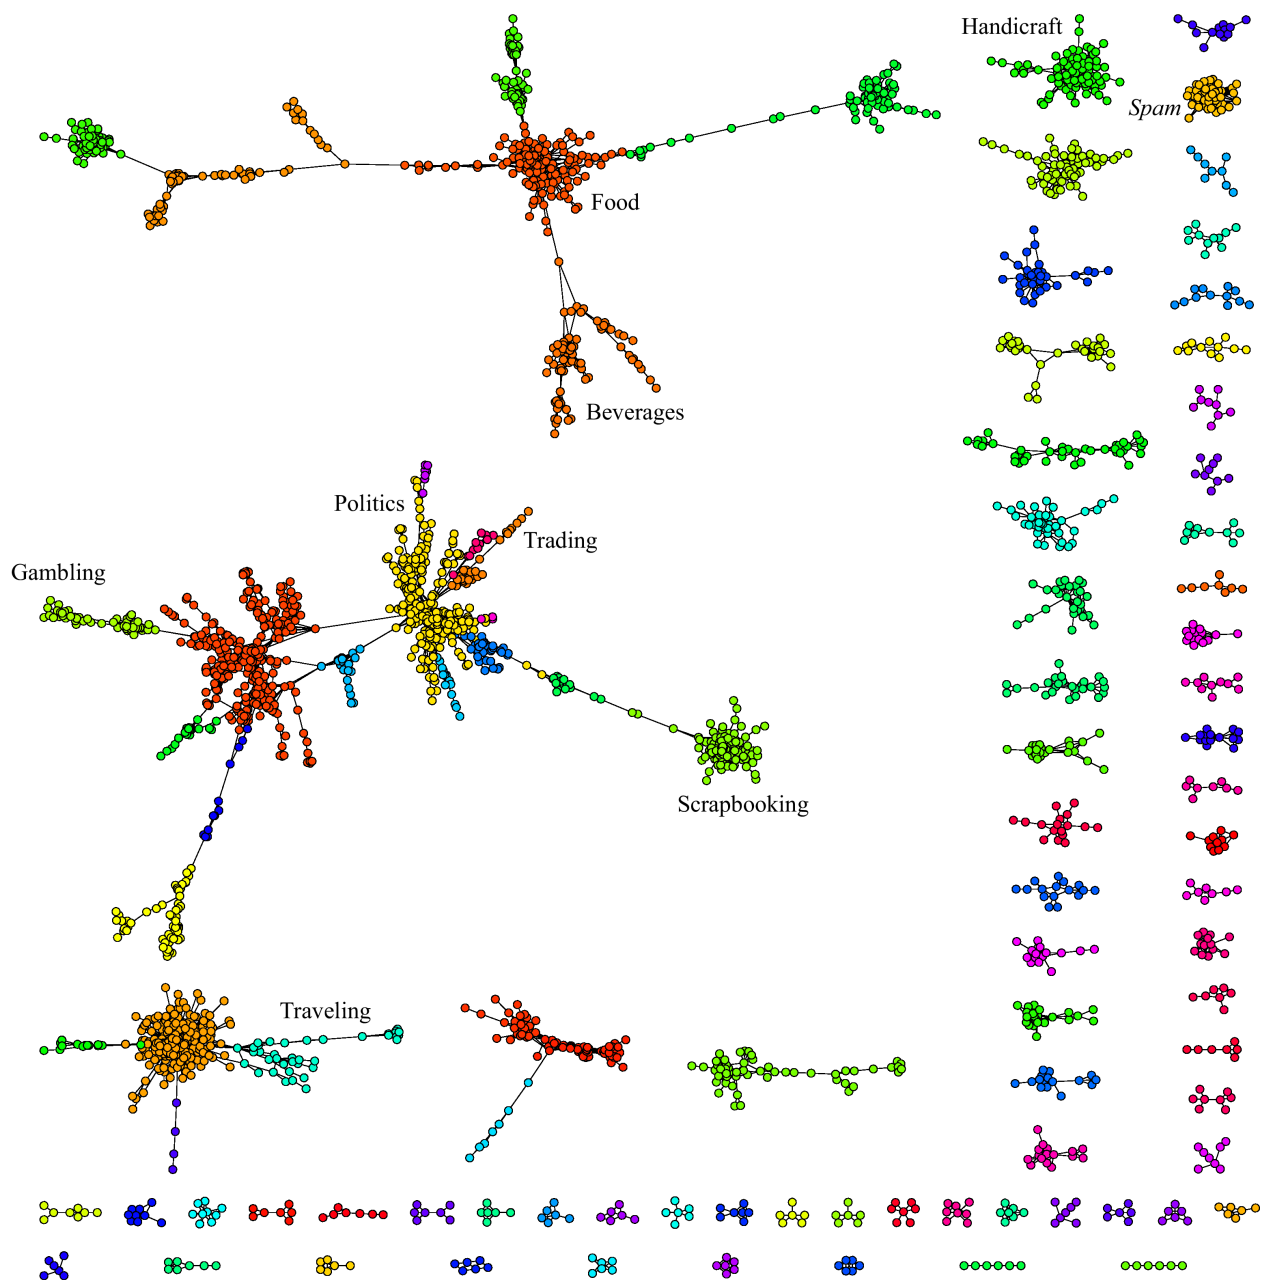 Handicraft
Spam
Food
Beverages
Politics
Trading
Gambling
Scrapbooking
Traveling